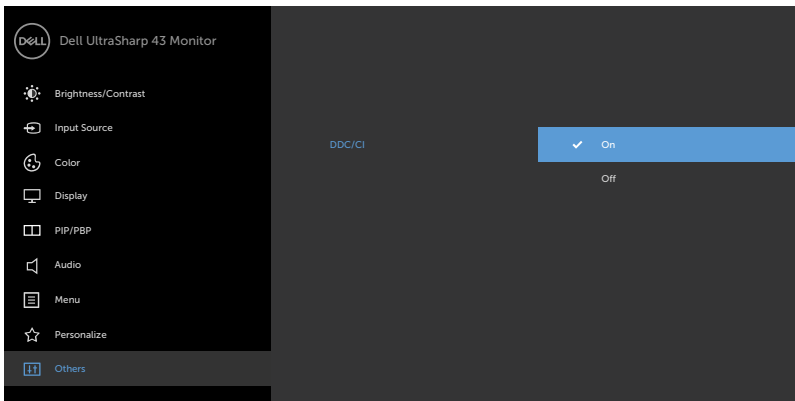 DELL
Dell UltraSharp 43 Monitor
Brightness/Contrast
Input Source
Color
Display
PIP/PBP
Audio
Menu
Personalize
Others
DDC/CI
On
Off